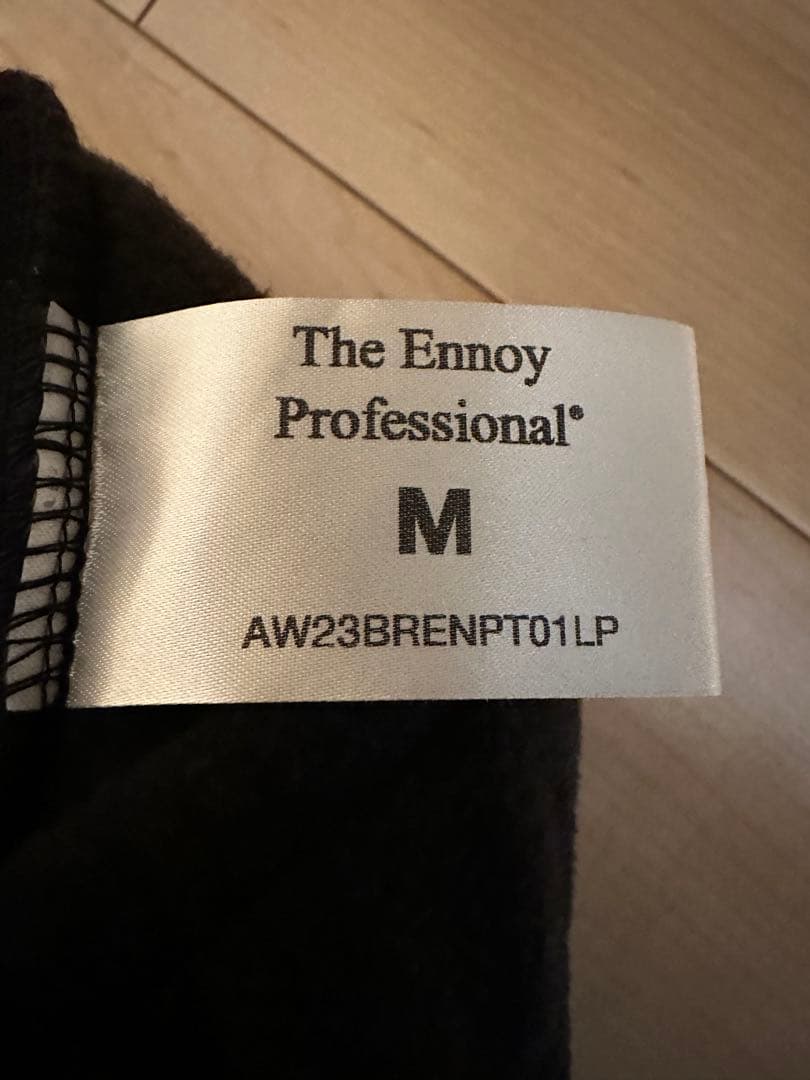 The Ennoy
Professional®
M
AW23BRENPT01LP